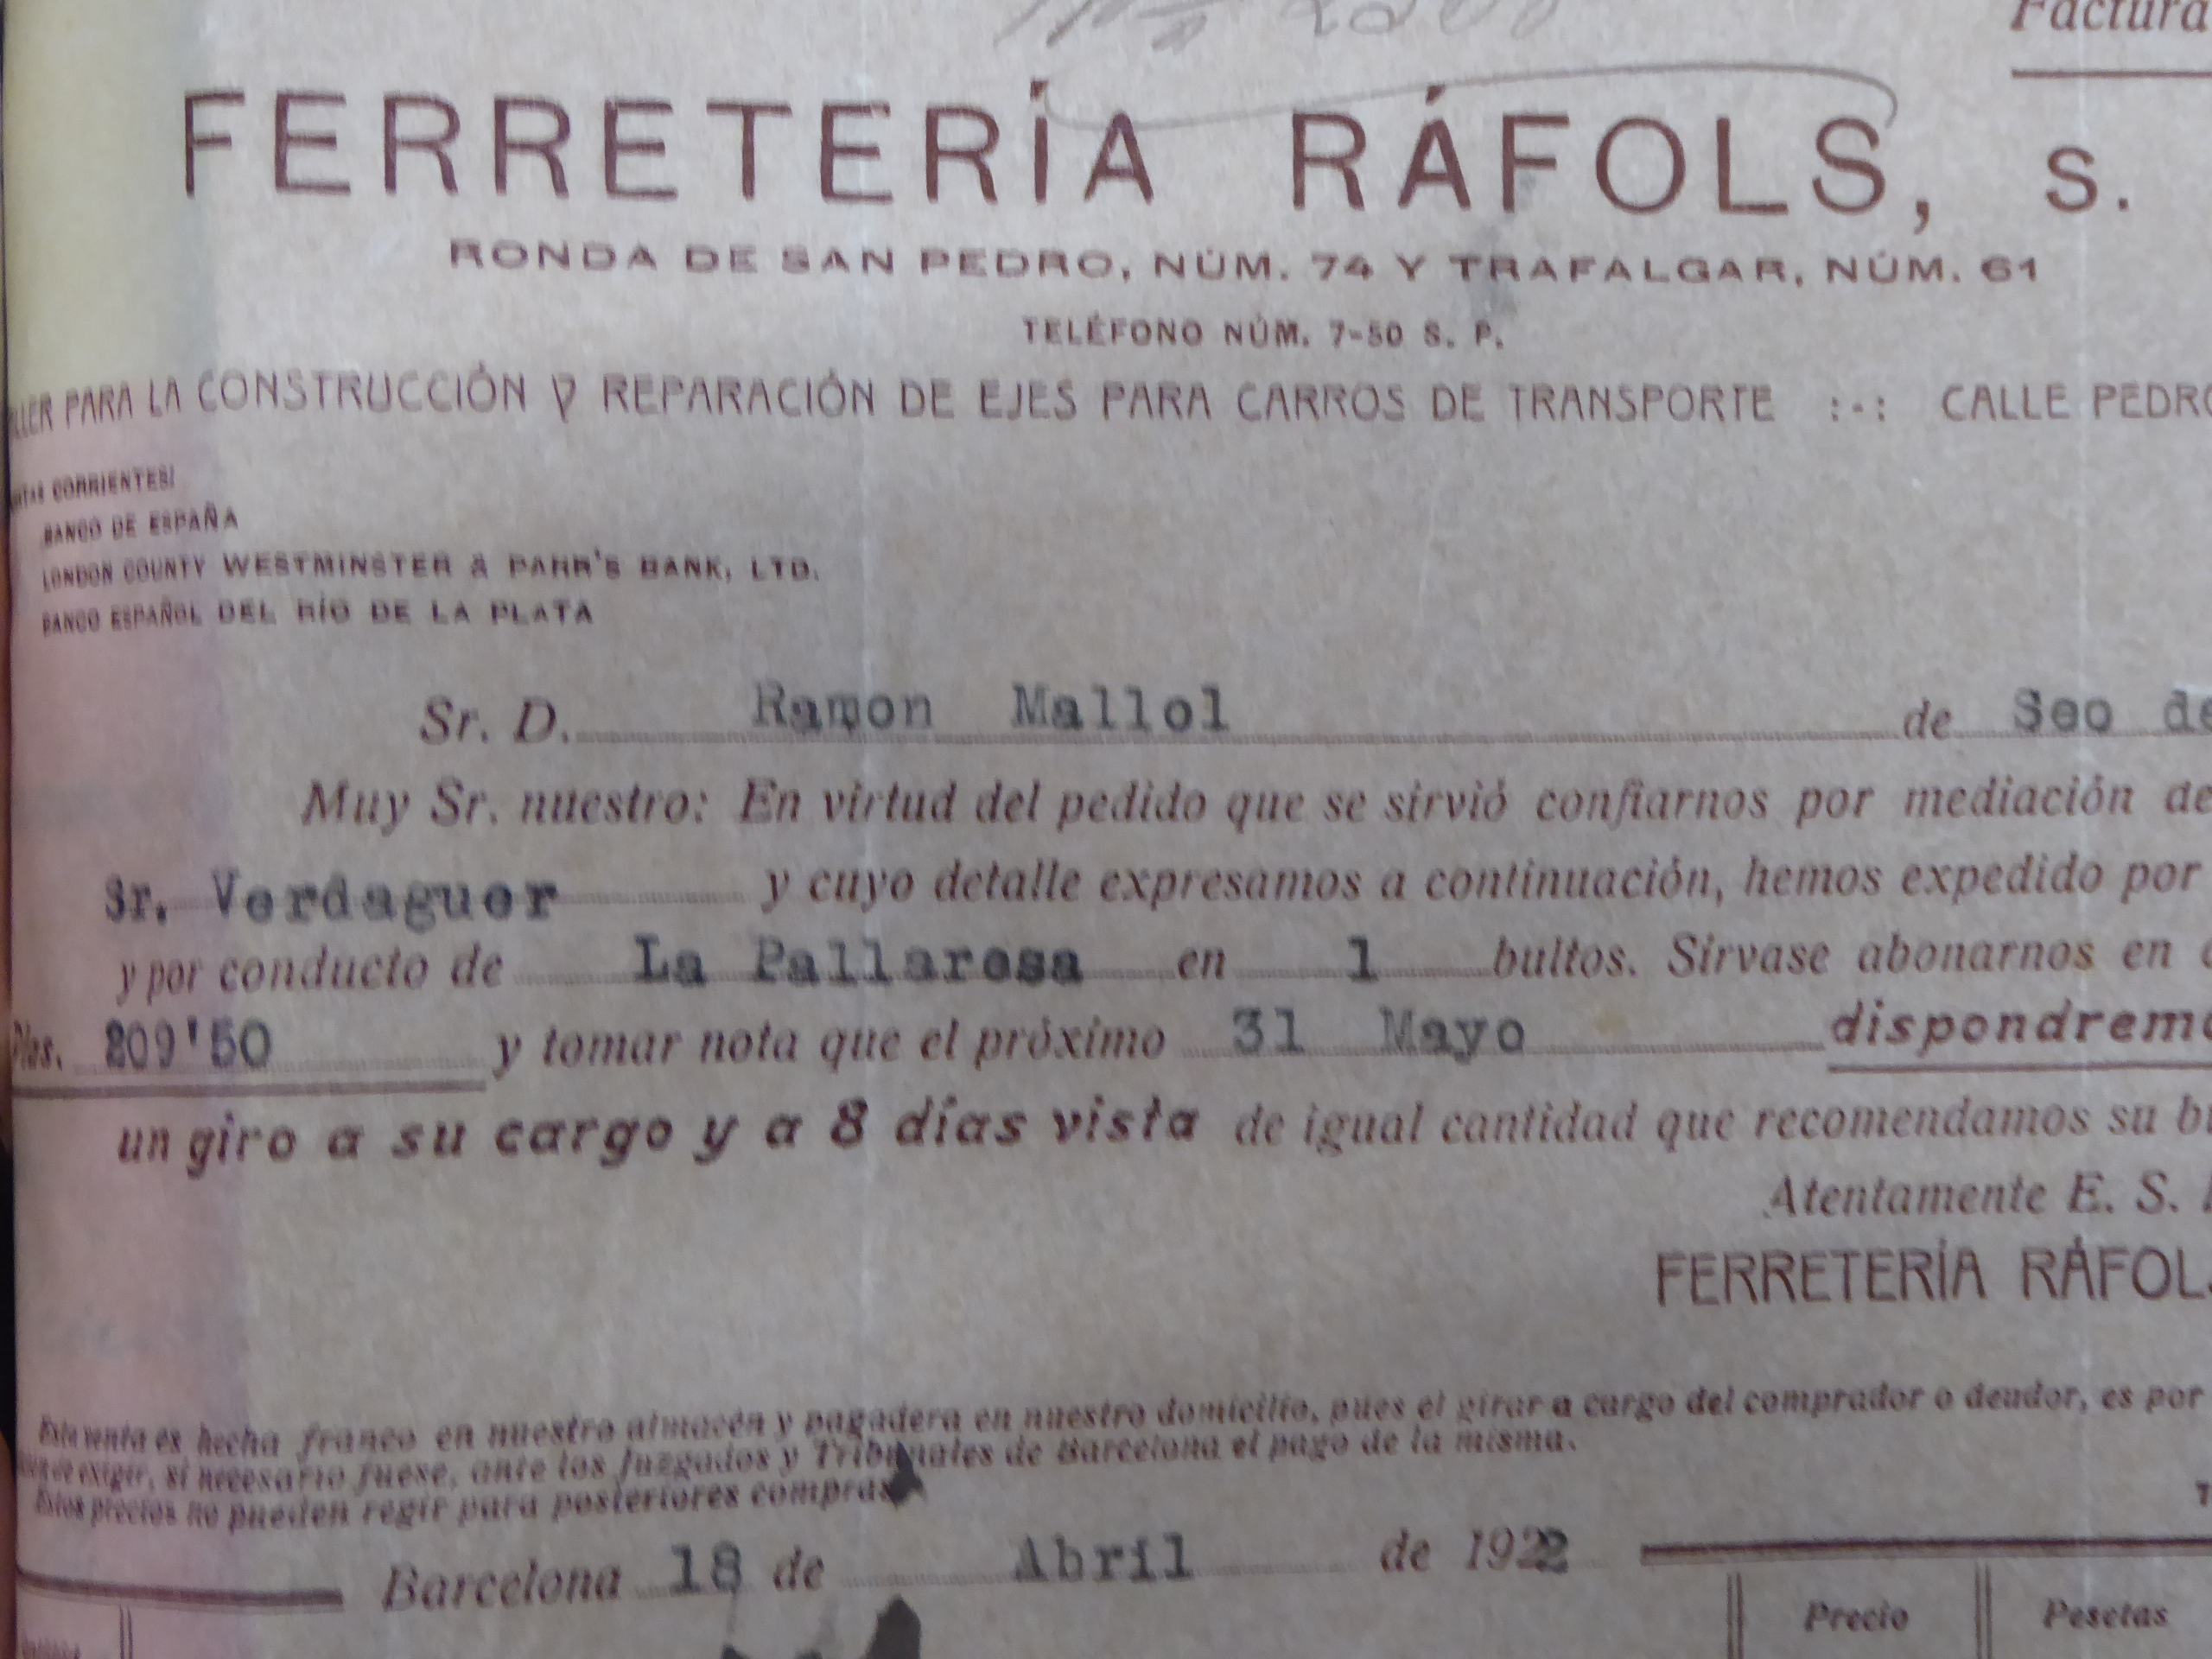 Factura
FERRETERÍA RÁFOLS, S.
RONDA DE SAN PEDRO, NÚM. 74 Y TRAFALGAR, NÚM. 61
TELÉFONO NÚM. 7-50 S. P.
LLER PARA LA CONSTRUCCIÓN Y REPARACIÓN DE EJES PARA CARROS DE TRANSPORTE :-: CALLE PEDRO
CORRIENTES:
BANCO DE ESPAÑA
LONDON COUNTY WESTMINSTER & PARR'S BANK, LTD.
BANCO ESPAÑOL DEL RÍO DE LA PLATA
Sr. D. Ramon Mallol de Seo de
Muy Sr. nuestro: En virtud del pedido que se sirvió confiarnos por mediación de
Sr. Verdaguer y cuyo detalle expresamos a continuación, hemos expedido por
y por conducto de La Pallaresa en 1 bultos. Sirvase abonarnos en
Ptas. 209'50 y tomar nota que el próximo 31 Mayo dispondremo
un giro a su cargo y a 8 días vista de igual cantidad que recomendamos su
Atentamente E. S.
FERRETERÍA RÁFOLS
Esta venta es hecha franco en nuestro almacén y pagadera en nuestro domicilio, pues el girar a cargo del comprador o deudor, es por
exigir, si necesario fuese, ante los Juzgados y Tribunales de Barcelona el pago de la misma.
Estos precios no pueden regir para posteriores compras
Barcelona 18 de Abril de 1922
Precio Pesetas